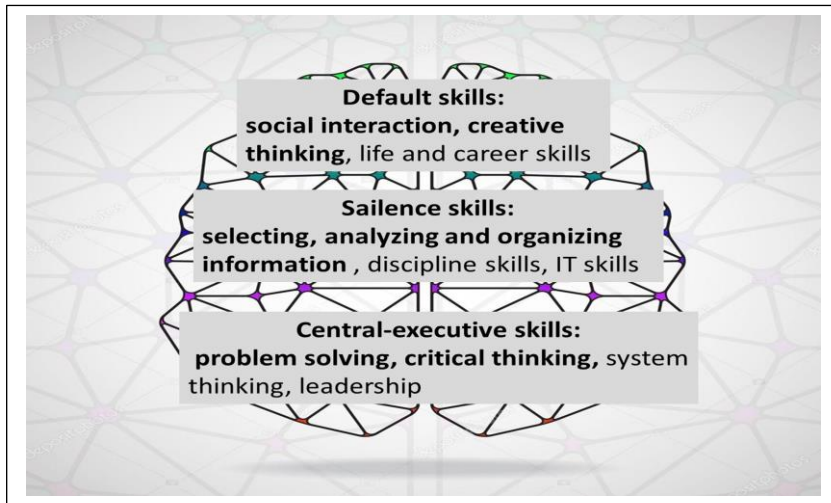 Default skills:
social interaction, creative
thinking, life and career skills
Sailence skills:
selecting, analyzing and organizing
information , discipline skills, IT skills
Central-executive skills:
problem solving, critical thinking, system
thinking, leadership